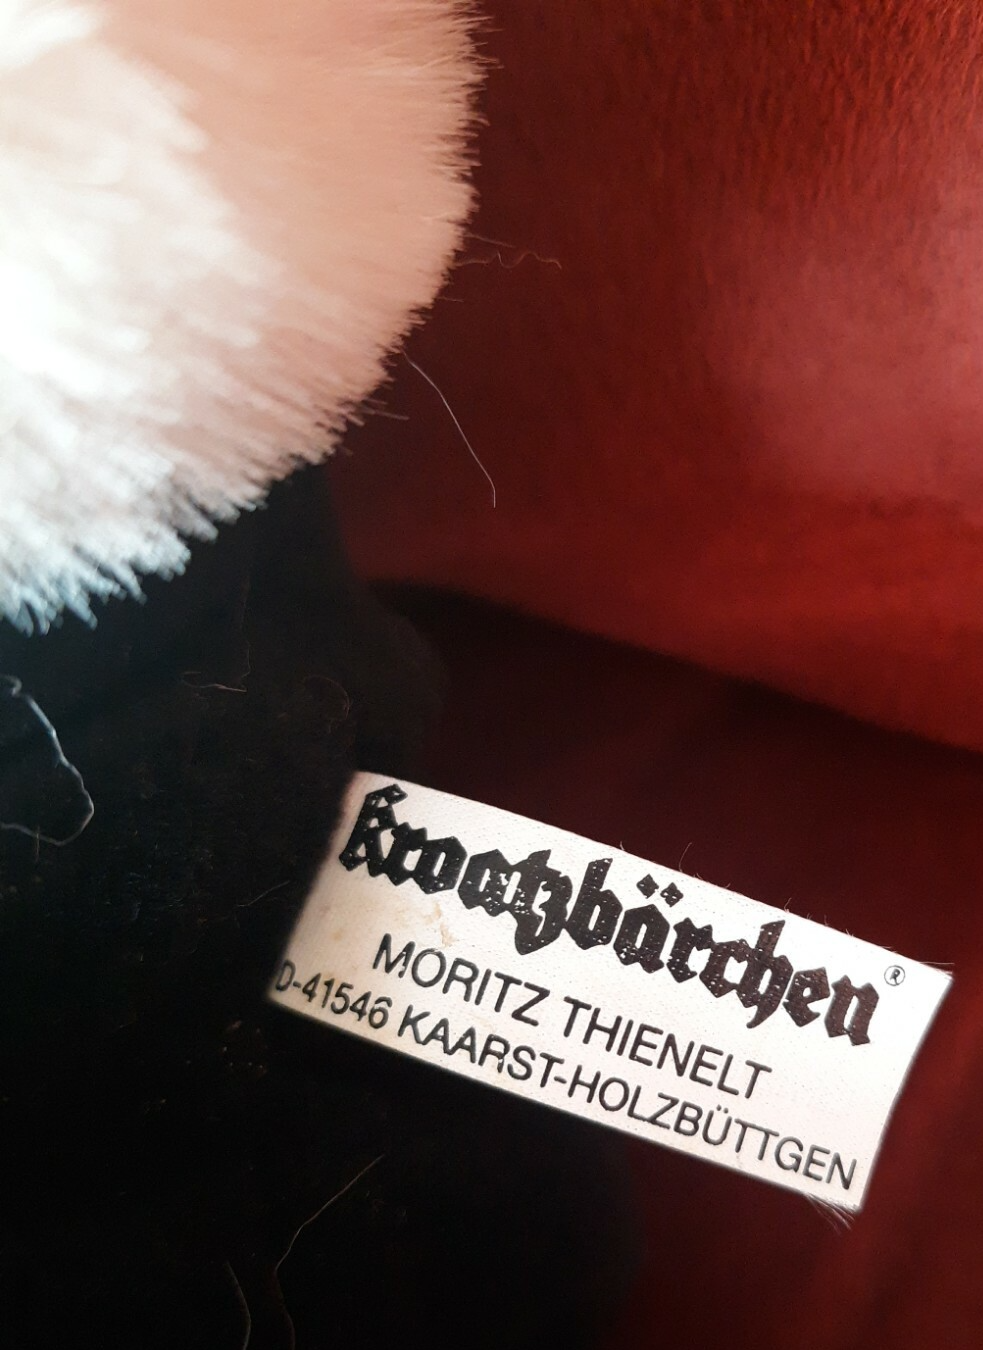 Kroatzbärchen®
MORITZ THIENELT
D-41546 KAARST-HOLZBÜTTGEN